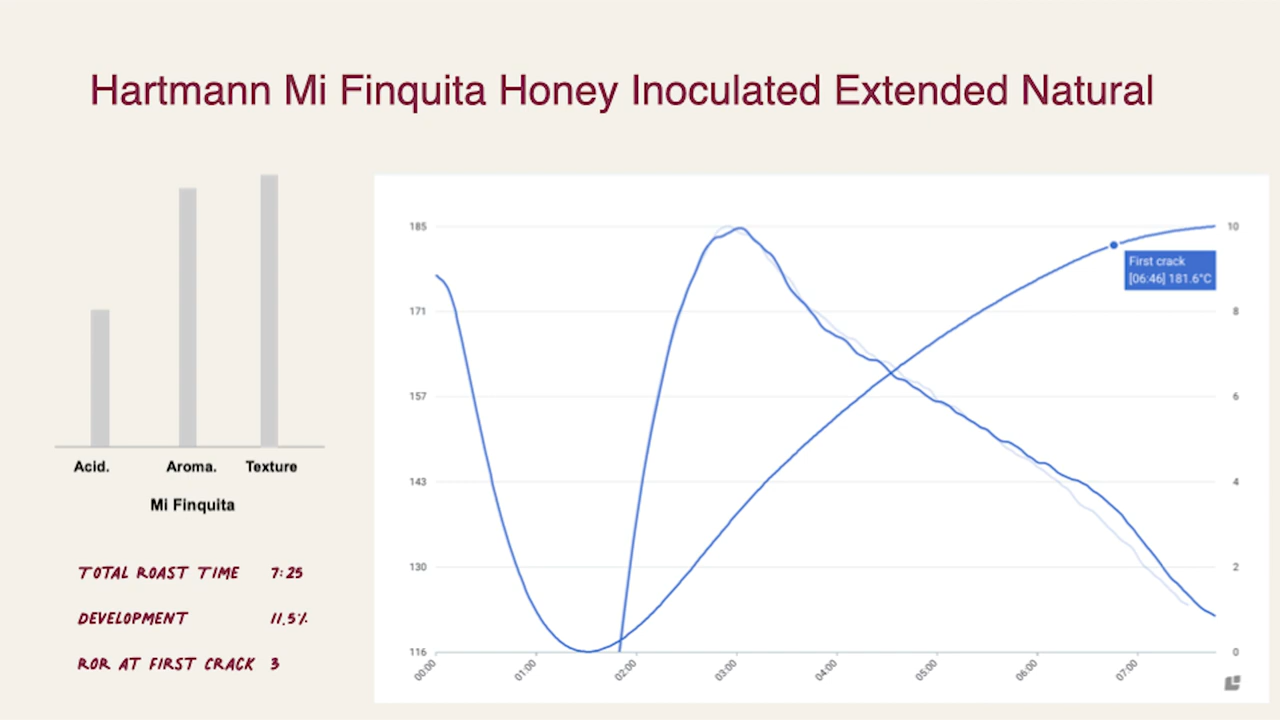 Hartmann Mi Finquita Honey Inoculated Extended Natural
Acid. Aroma. Texture
Mi Finquita
TOTAL ROAST TIME 7:25
DEVELOPMENT 11.5%
ROR AT FIRST CRACK 3
185 10
First crack
[06:46] 181.6°C
171 8
157 6
143 4
130 2
116 0
00:00 01:00 02:00 03:00 04:00 05:00 06:00 07:00